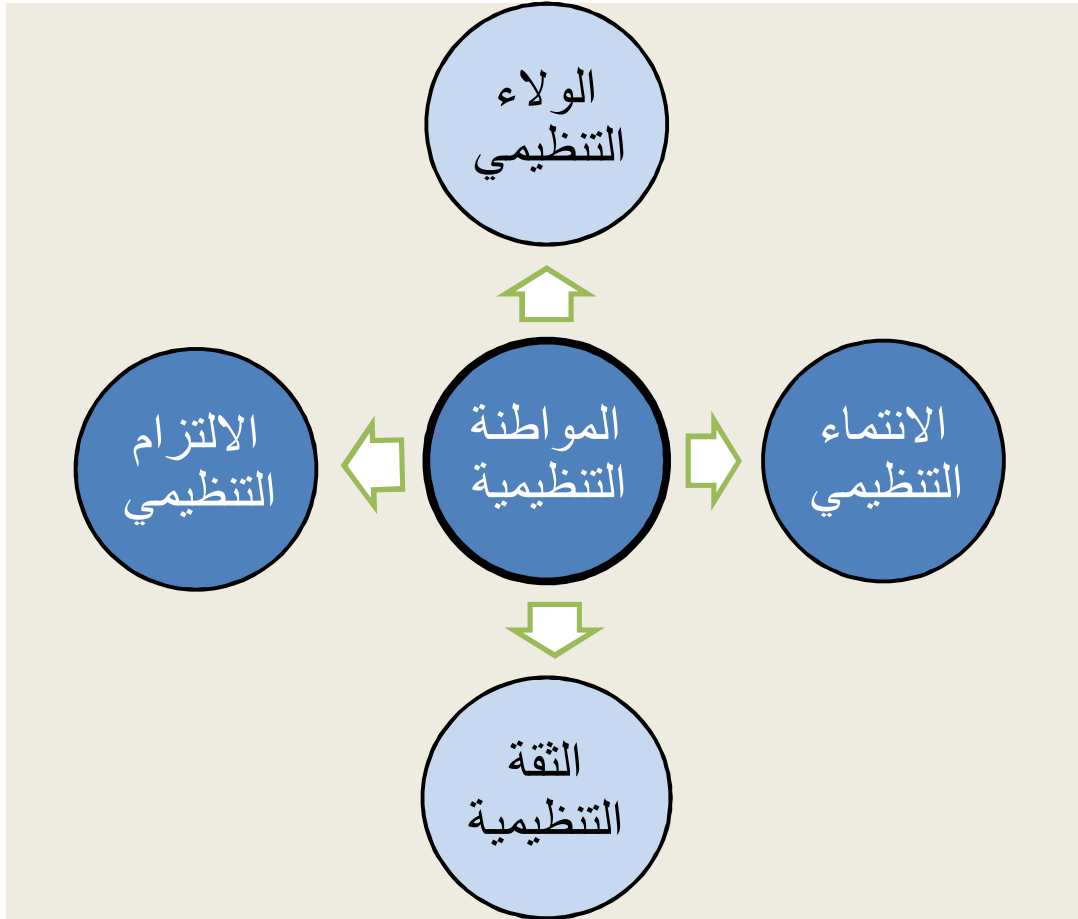 الولاء
التنظيمي
الانتماء
التنظيمي
المواطنة
التنظيمية
الالتزام
التنظيمي
الثقة
التنظيمية